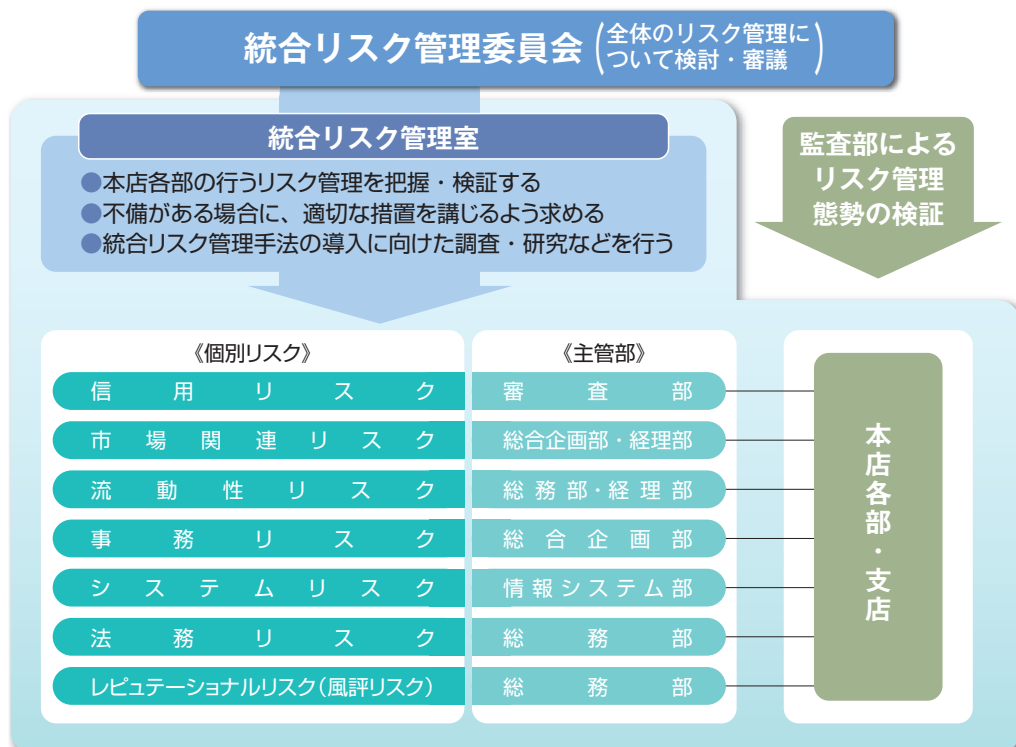 統合リスク管理委員会(全体のリスク管理に
ついて検討・審議)
統合リスク管理室
●本店各部の行うリスク管理を把握・検証する
●不備がある場合に、適切な措置を講じるよう求める
●統合リスク管理手法の導入に向けた調査・研究などを行う
監査部による
リスク管理
態勢の検証
《個別リスク》
《主管部》
信用リスク
審査部
市場関連リスク
総合企画部・経理部
流動性リスク
総務部・経理部
事務リスク
総合企画部
システムリスク
情報システム部
法務リスク
総務部
レピュテーショナルリスク(風評リスク)
総務部
本店各部・支店